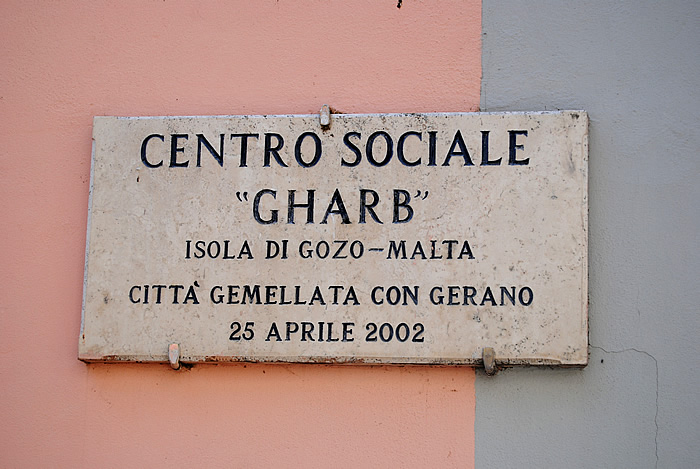 CENTRO SOCIALE
"GHARB"
ISOLA DI GOZO-MALTA
CITTÀ GEMELLATA CON GERANO
25 APRILE 2002